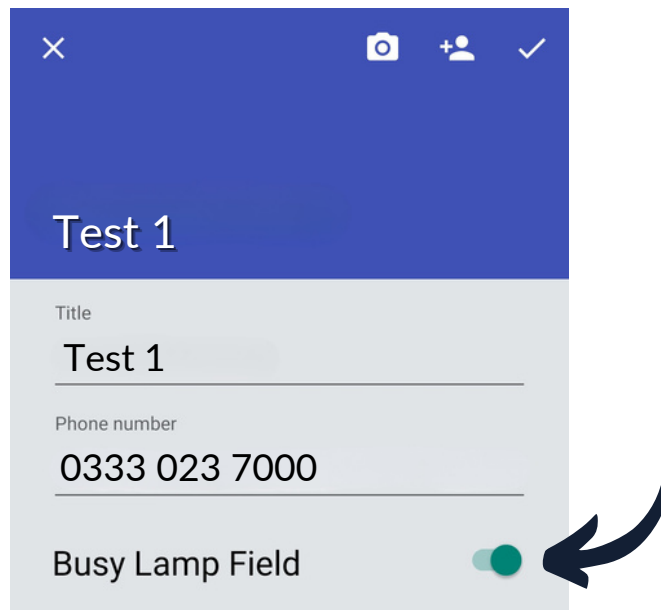 Test 1
Title
Test 1
Phone number
0333 023 7000
Busy Lamp Field